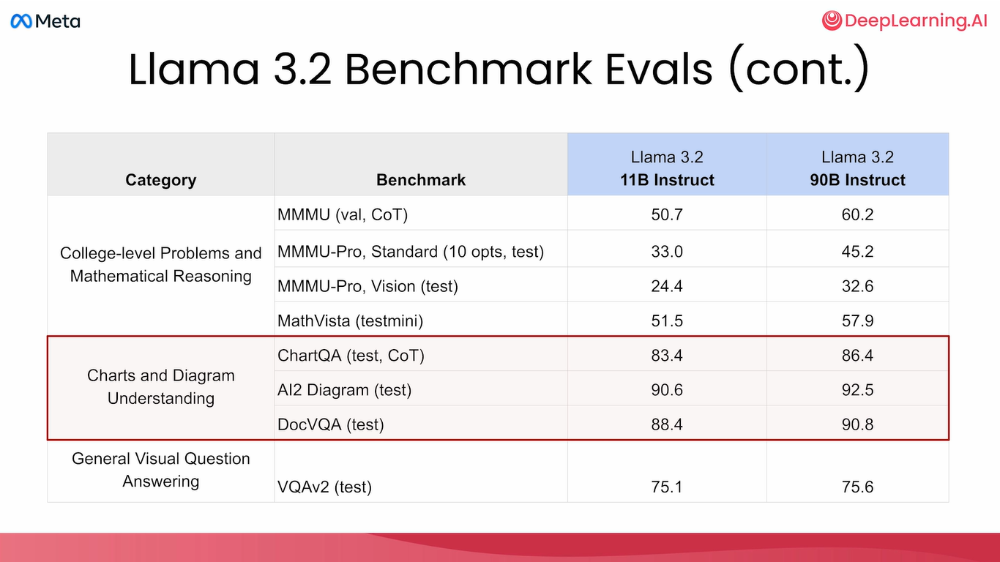 Meta
DeepLearning.AI
Llama 3.2 Benchmark Evals (cont.)
Category
Benchmark
Llama 3.2
11B Instruct
Llama 3.2
90B Instruct
College-level Problems and
Mathematical Reasoning
MMMU (val, CoT)
50.7
60.2
MMMU-Pro, Standard (10 opts, test)
33.0
45.2
MMMU-Pro, Vision (test)
24.4
32.6
MathVista (testmini)
51.5
57.9
Charts and Diagram
Understanding
ChartQA (test, CoT)
83.4
86.4
AI2 Diagram (test)
90.6
92.5
DocVQA (test)
88.4
90.8
General Visual Question
Answering
VQAv2 (test)
75.1
75.6